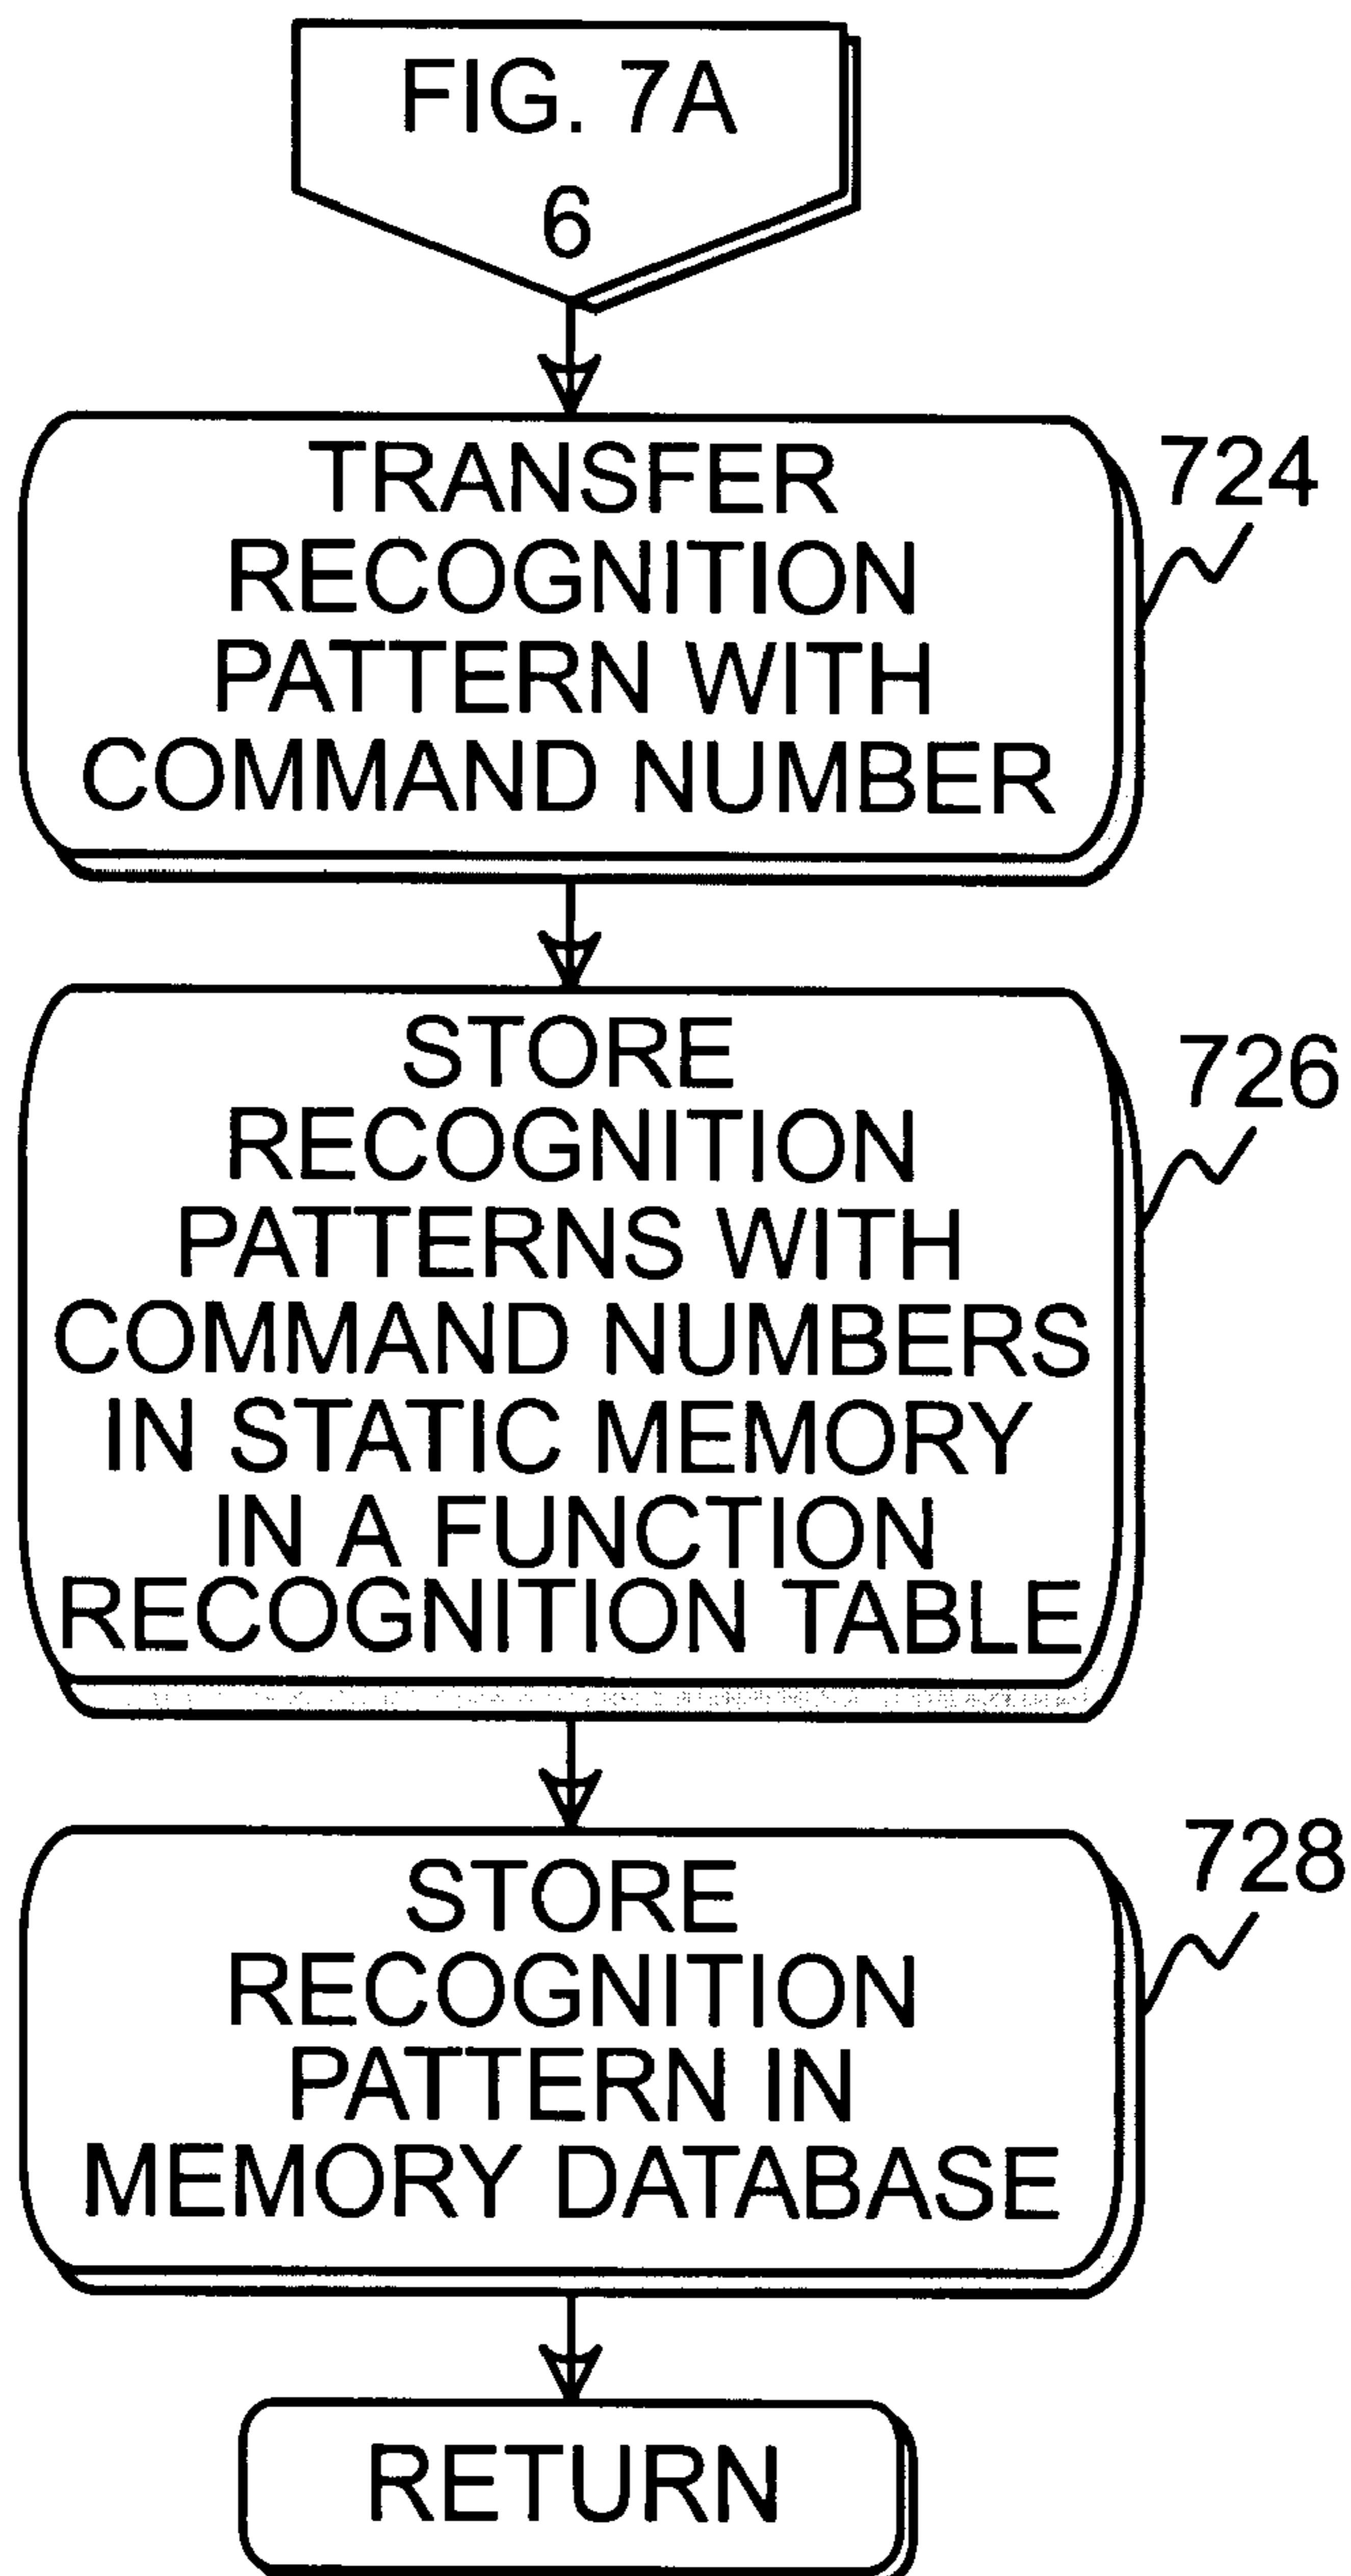 FIG. 7A
6
TRANSFER
RECOGNITION
PATTERN WITH
COMMAND NUMBER
724
STORE
RECOGNITION
PATTERNS WITH
COMMAND NUMBERS
IN STATIC MEMORY
IN A FUNCTION
RECOGNITION TABLE
726
STORE
RECOGNITION
PATTERN IN
MEMORY DATABASE
728
RETURN